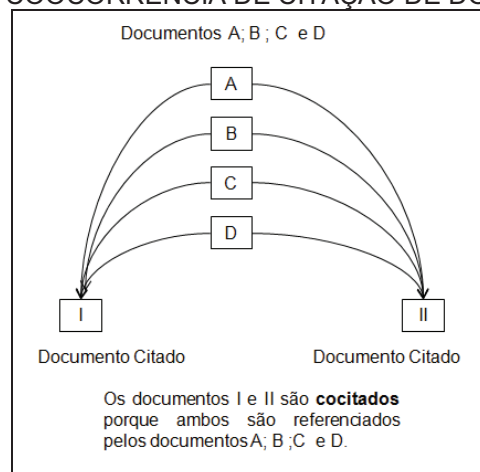 Documentos A; B ; C e D
A
B
C
D
I
II
Documento Citado
Documento Citado
Os documentos I e II são cocitados
porque ambos são referenciados
pelos documentos A; B ;C e D.